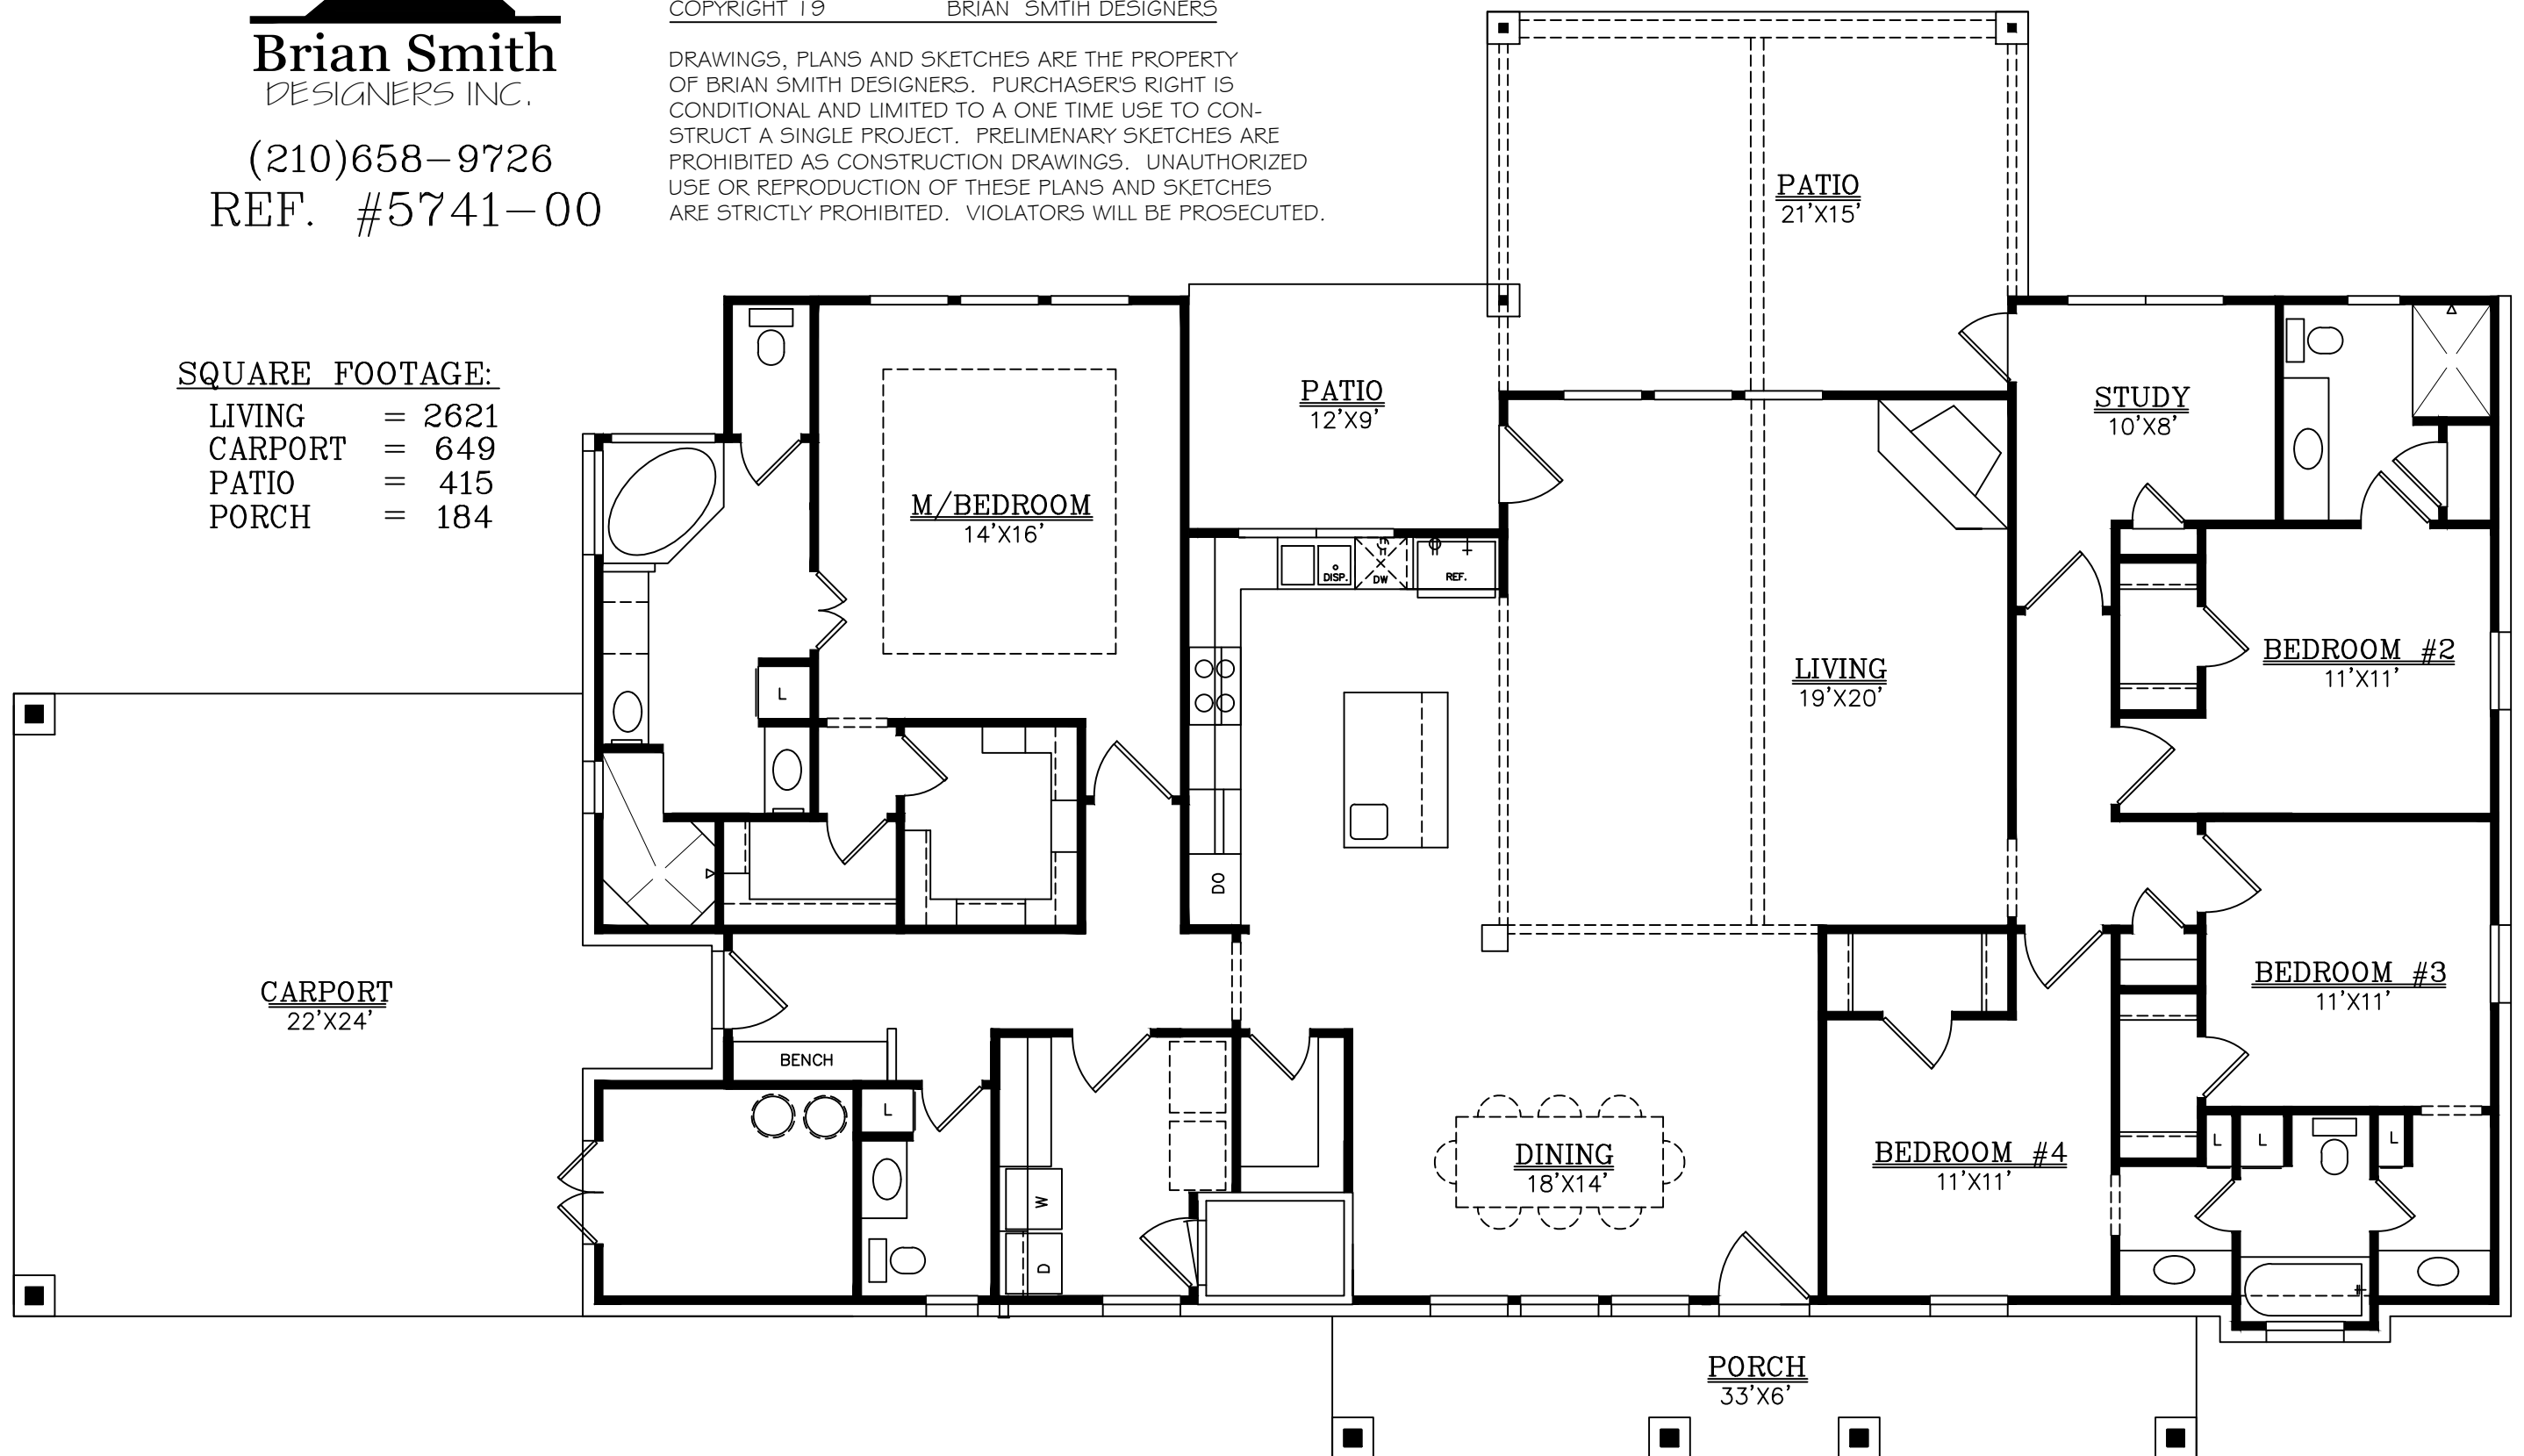 Brian Smith
DESIGNERS INC.
(210)658-9726
REF. #5741-00
COPYRIGHT 19 BRIAN SMTIH DESIGNERS
DRAWINGS, PLANS AND SKETCHES ARE THE PROPERTY
OF BRIAN SMITH DESIGNERS. PURCHASER'S RIGHT IS
CONDITIONAL AND LIMITED TO A ONE TIME USE TO CON-
STRUCT A SINGLE PROJECT. PRELIMENARY SKETCHES ARE
PROHIBITED AS CONSTRUCTION DRAWINGS. UNAUTHORIZED
USE OR REPRODUCTION OF THESE PLANS AND SKETCHES
ARE STRICTLY PROHIBITED. VIOLATORS WILL BE PROSECUTED.
SQUARE FOOTAGE:
LIVING = 2621
CARPORT = 649
PATIO = 415
PORCH = 184
PATIO
21'X15'
PATIO
12'X9'
STUDY
10'X8'
M/BEDROOM
14'X16'
DISP.
DW
REF.
LIVING
19'X20'
BEDROOM #2
11'X11'
L
DO
CARPORT
22'X24'
BENCH
BEDROOM #3
11'X11'
L
W
D
DINING
18'X14'
BEDROOM #4
11'X11'
L
L
L
PORCH
33'X6'